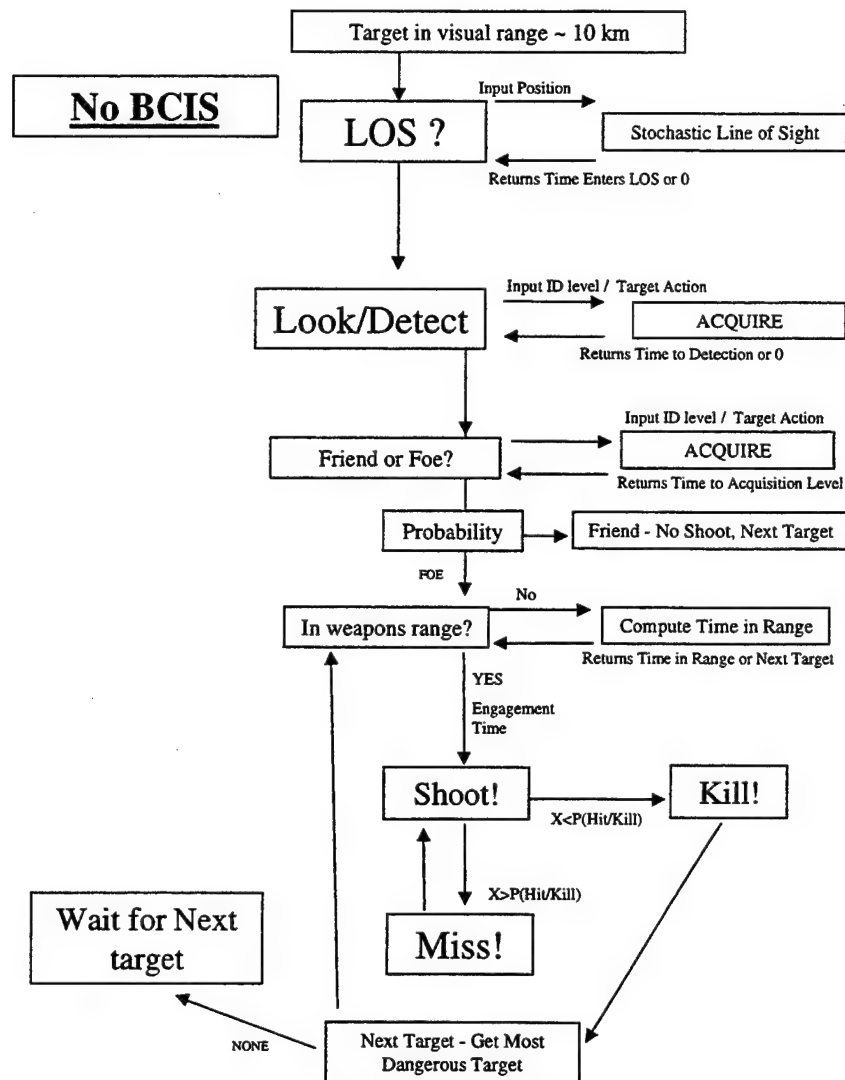 Target in visual range ~ 10 km
No BCIS
Input Position
LOS ?
Stochastic Line of Sight
Returns Time Enters LOS or 0
Input ID level / Target Action
Look/Detect
ACQUIRE
Returns Time to Detection or 0
Input ID level / Target Action
Friend or Foe?
ACQUIRE
Returns Time to Acquisition Level
Probability
Friend - No Shoot, Next Target
FOE
No
In weapons range?
Compute Time in Range
Returns Time in Range or Next Target
YES
Engagement
Time
Shoot!
Kill!
X<P(Hit/Kill)
X>P(Hit/Kill)
Wait for Next
target
Miss!
NONE
Next Target - Get Most
Dangerous Target